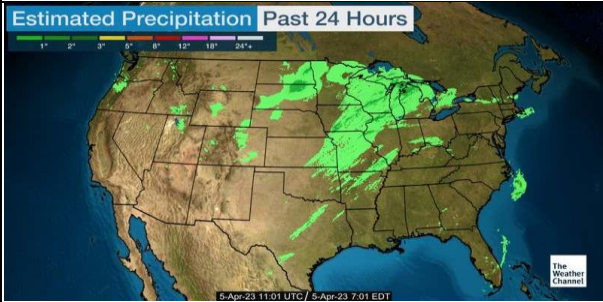 Estimated Precipitation Past 24 Hours
1" 2" 3" 5" 8" 12" 18" 24"+
The
Weather
Channel
5-Apr-23 11:01 UTC / 5-Apr-23 7:01 EDT